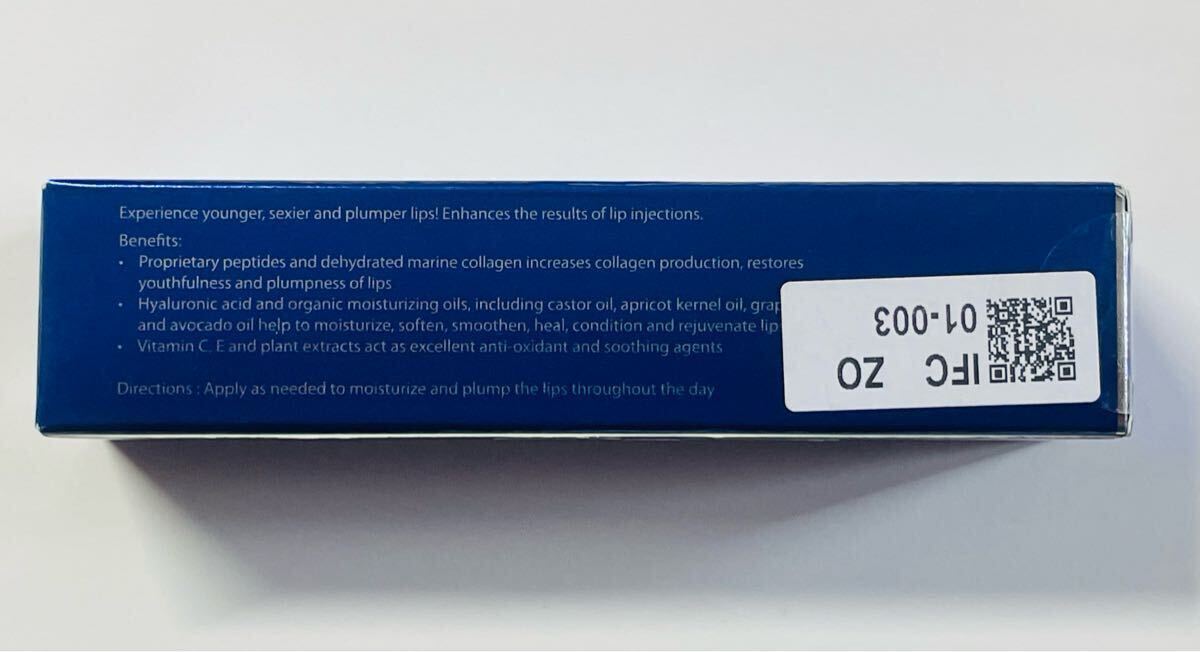 Experience younger, sexier and plumper lips! Enhances the results of lip injections.
Benefits:
• Proprietary peptides and dehydrated marine collagen increases collagen production, restores
youthfulness and plumpness of lips
• Hyaluronic acid and organic moisturizing oils, including castor oil, apricot kernel oil,
and avocado oil help to moisturize, soften, smoothen, heal, condition and rejuvenate
• Vitamin C, E and plant extracts act as excellent anti-oxidant and soothing agents
Directions : Apply as needed to moisturize and plump the lips throughout the day
IFC ZO
01-003